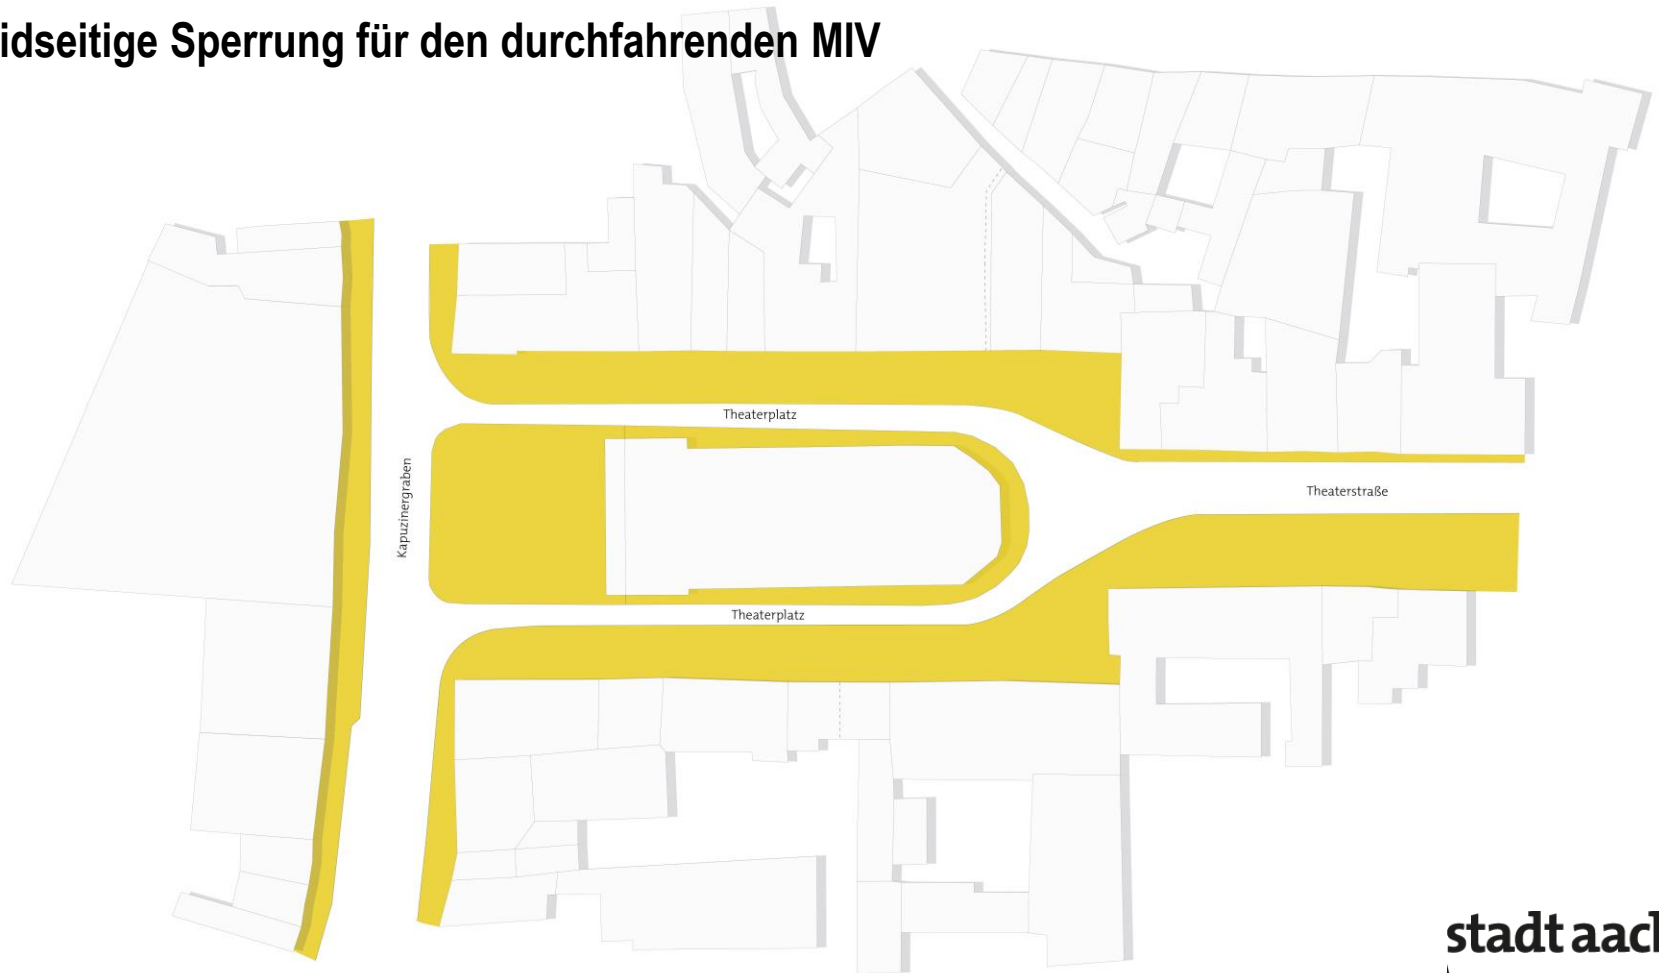 idseitige Sperrung für den durchfahrenden MIV
Theaterplatz
Kapuzinergraben
Theaterstraße
Theaterplatz
stadt aac